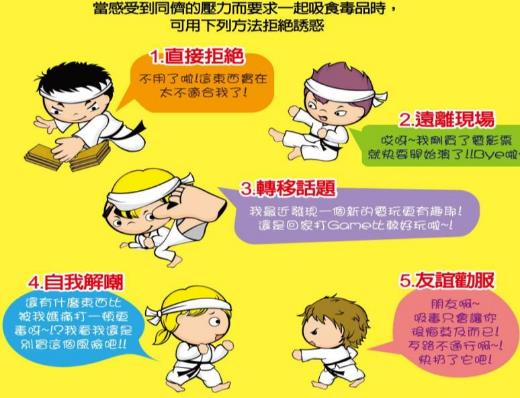 當感受到同儕的壓力而要求一起吸食毒品時，
可用下列方法拒絕誘惑
1.直接拒絕
不用了啦!這東西實在
太不適合我了!
2.遠離現場
哎呀~我剛買了電影票
就快要開始演了!!Bye啦~
3.轉移話題
我最近發現一個新的電玩更有趣耶!
還是回家打Game比較好玩啦~!
4.自我解嘲
還有什麼東西比
被我媽痛打一頓更
毒呀~!?我看我還是
別冒這個風險吧!!
5.友誼勸服
朋友啊~
吸毒只會讓你
後悔莫及而已!
歹路不通行啊~!
快扔了它吧!